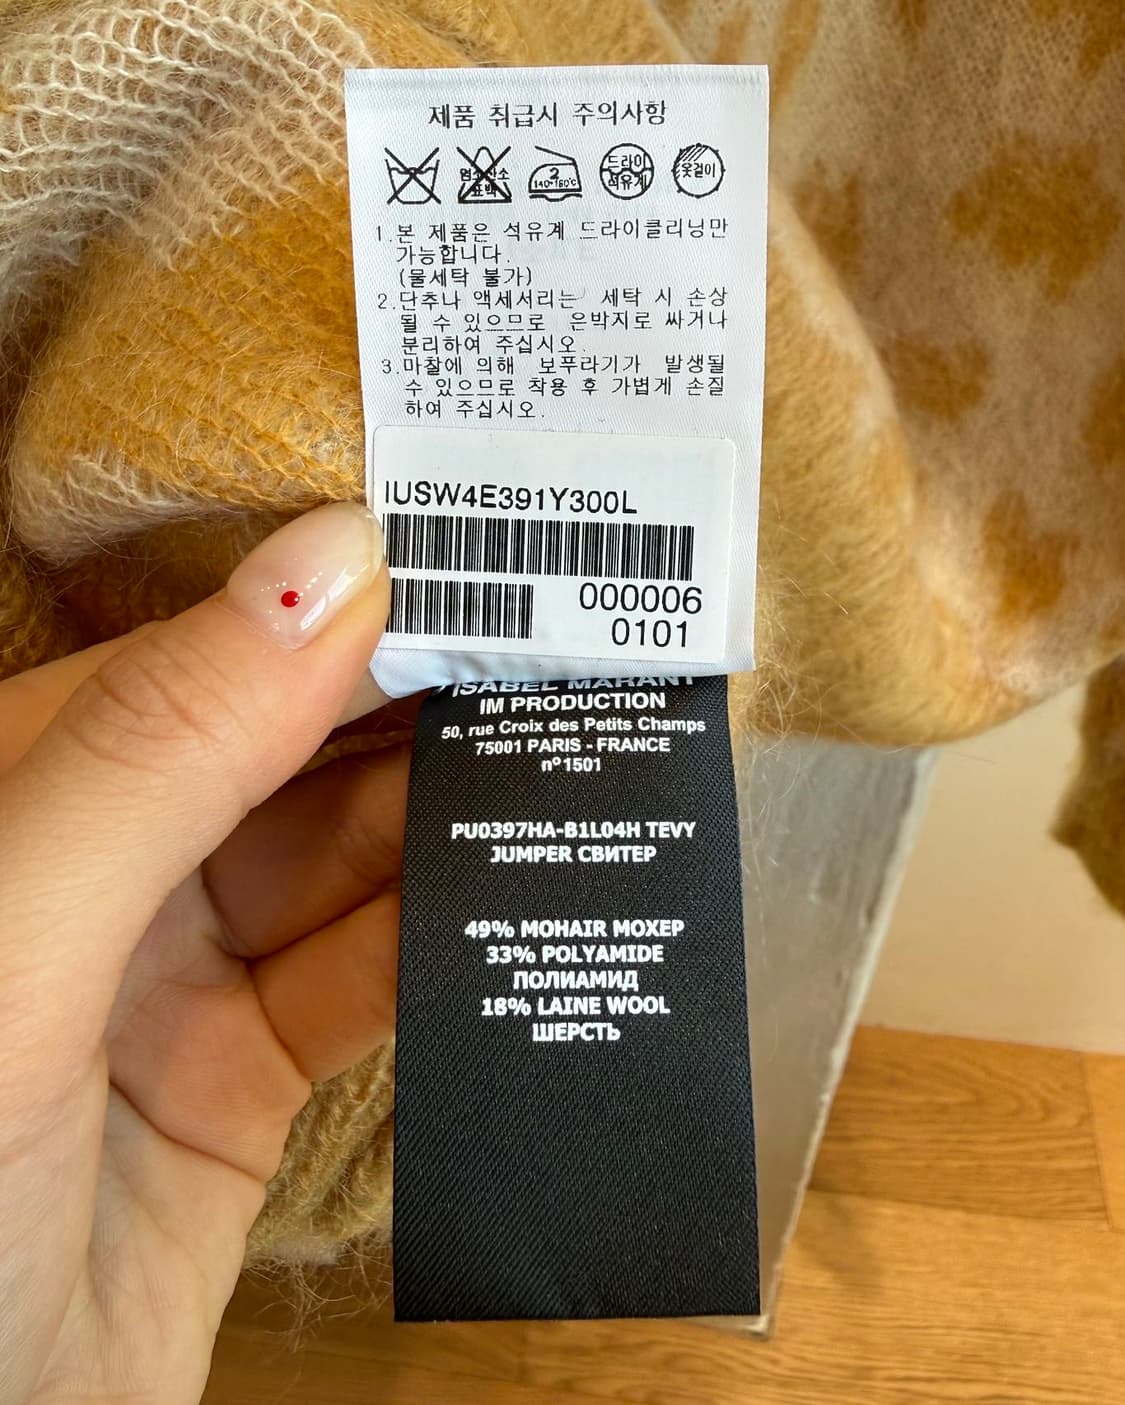 제품 취급시 주의사항
염소산소
표백
2
140~160°C
드라이
석유계
옷걸이
1.본 제품은 석유계 드라이클리닝만
가능합니다.
(물세탁 불가)
2.단추나 액세서리는 세탁 시 손상
될 수 있으므로 은박지로 싸거나
분리하여 주십시오.
3.마찰에 의해 보푸라기가 발생될
수 있으므로 착용 후 가볍게 손질
하여 주십시오.
IUSW4E391Y300L
000006
0101
ISABEL MARANT
IM PRODUCTION
50, rue Croix des Petits Champs
75001 PARIS - FRANCE
n°1501
PU0397HA-B1L04H TEVY
JUMPER СВИТЕР
49% MOHAIR МОХЕР
33% POLYAMIDE
ПОЛИАМИД
18% LAINE WOOL
ШЕРСТЬ